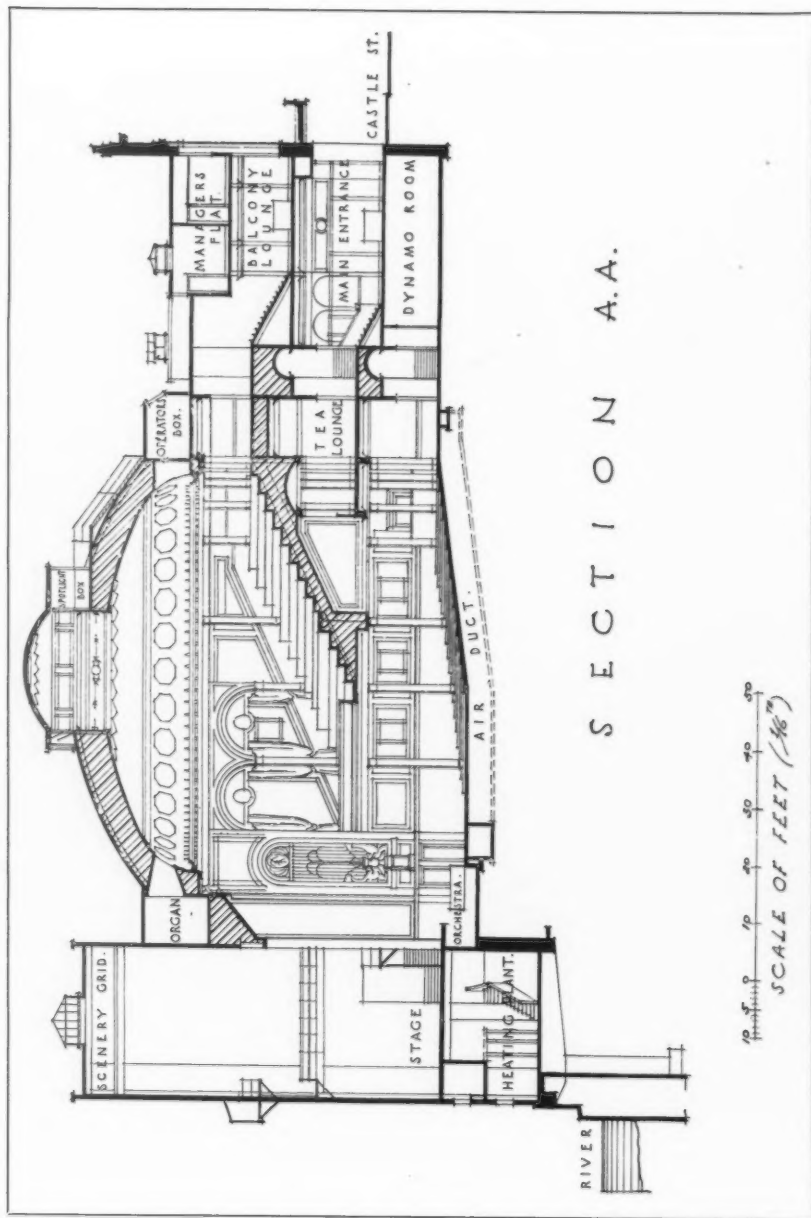 SCENERY GRID.
ORGAN
SPOTLIGHT
BOX
OPERATORS
BOX.
MANAGERS
FLAT.
BALCONY
LOUNGE
CASTLE ST.
MAIN ENTRANCE
TEA
LOUNGE
DYNAMO ROOM
STAGE
ORCHESTRA.
HEATING PLANT.
AIR DUCT.
RIVER
SECTION A.A.
10 5 0 10 20 30 40 50
SCALE OF FEET (1/16TH)